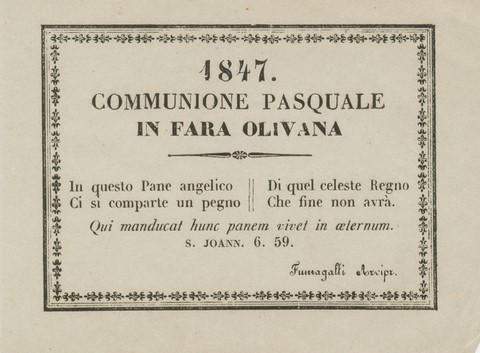 1847.
COMMUNIONE PASQUALE
IN FARA OLIVANA
In questo Pane angelico || Di quel celeste Regno
Ci si comparte un pegno || Che fine non avrà.
Qui manducat hunc panem vivet in æternum.
S. JOANN. 6. 59.
Fumagalli Arcipr.